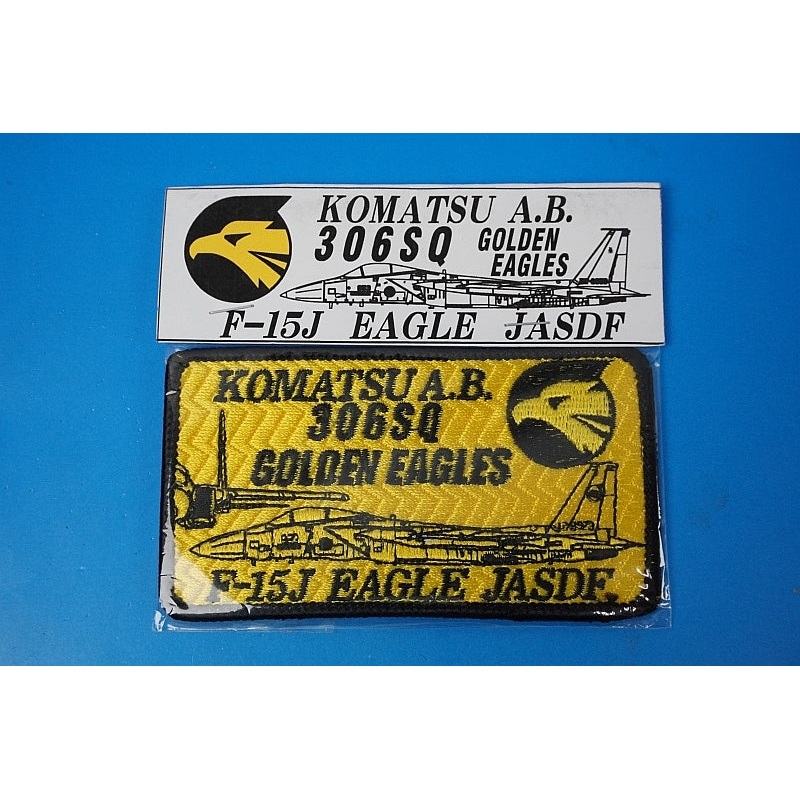 KOMATSU A.B.
306SQ GOLDEN EAGLES
F-15J EAGLE JASDF
KOMATSU A.B.
306SQ
GOLDEN EAGLES
F-15J EAGLE JASDF.